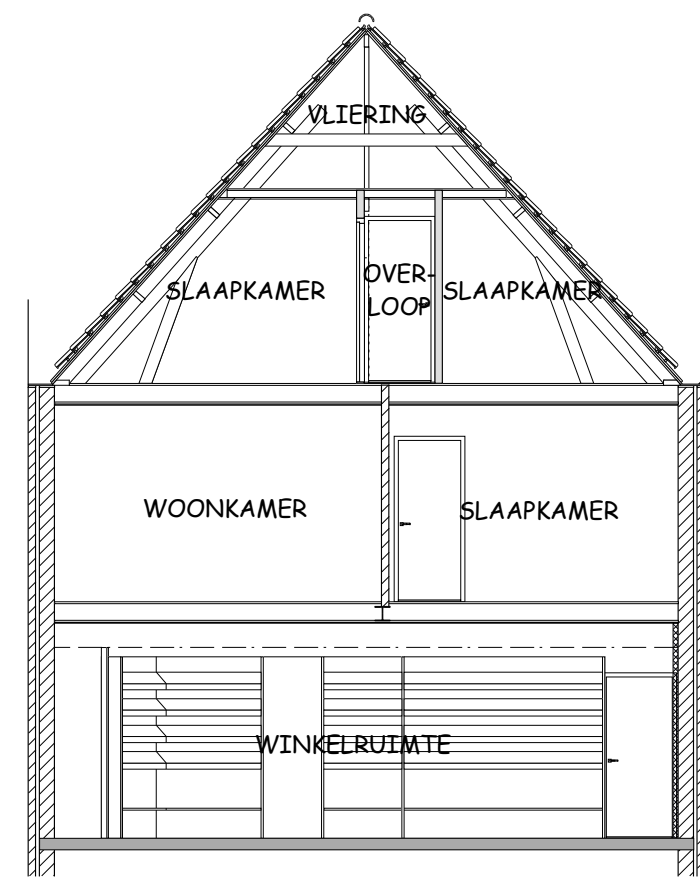 VLIERING
SLAAPKAMER
OVER-
LOOP
SLAAPKAMER
WOONKAMER
SLAAPKAMER
WINKELRUIMTE